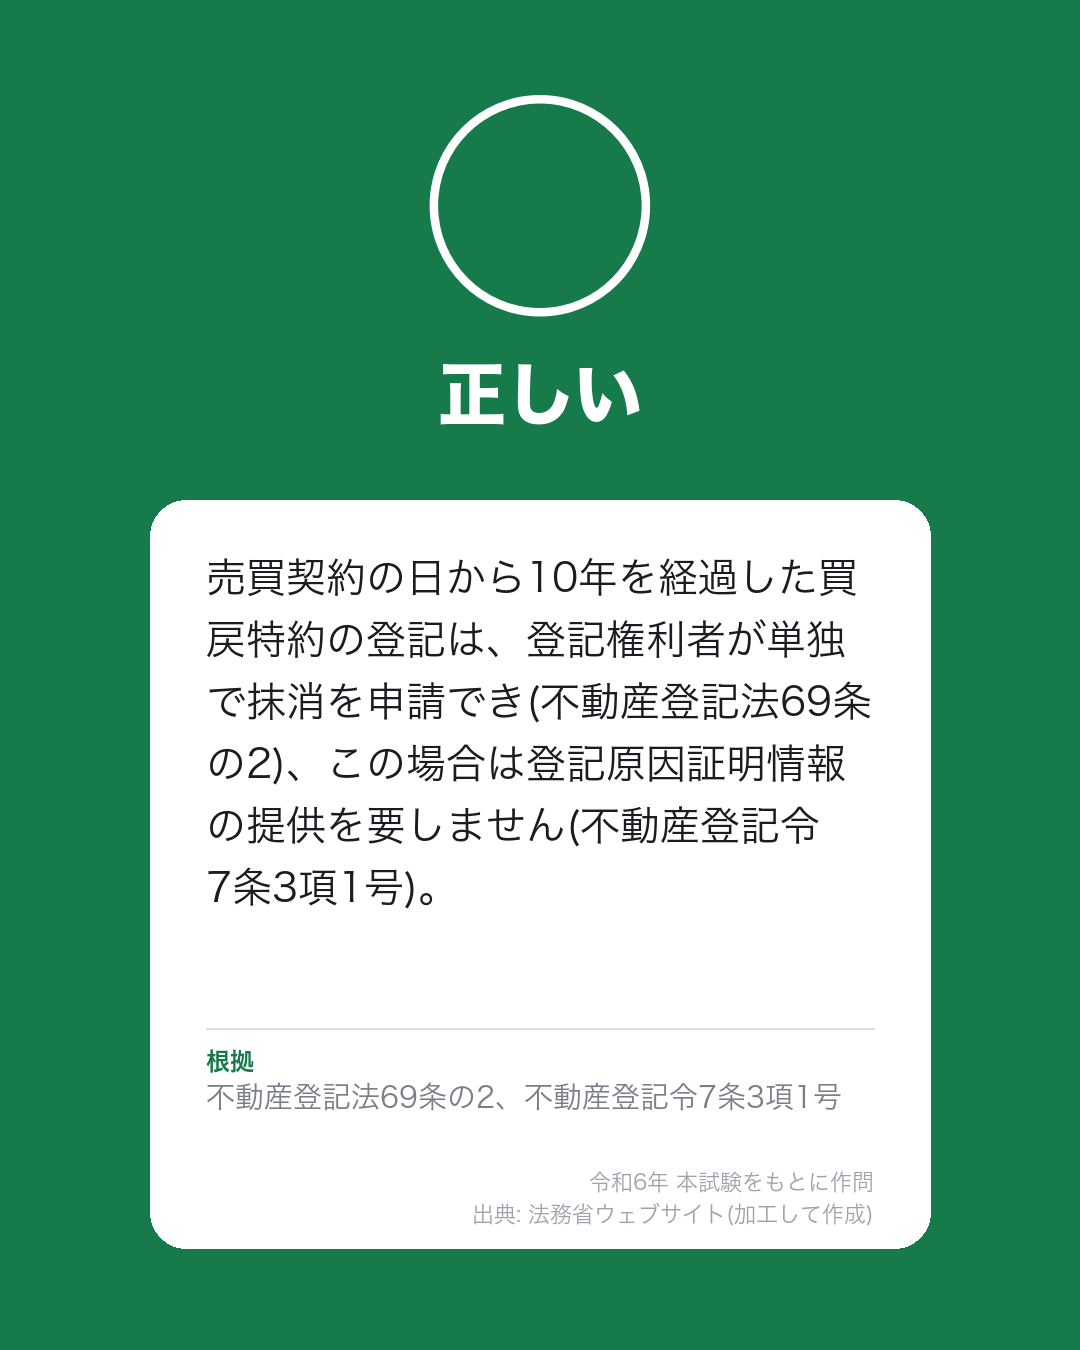 正しい
売買契約の日から10年を経過した買
戻特約の登記は、登記権利者が単独
で抹消を申請でき(不動産登記法69条
の2)、この場合は登記原因証明情報
の提供を要しません(不動産登記令
7条3項1号)。
根拠
不動産登記法69条の2、不動産登記令7条3項1号
令和6年 本試験をもとに作問
出典: 法務省ウェブサイト(加工して作成)